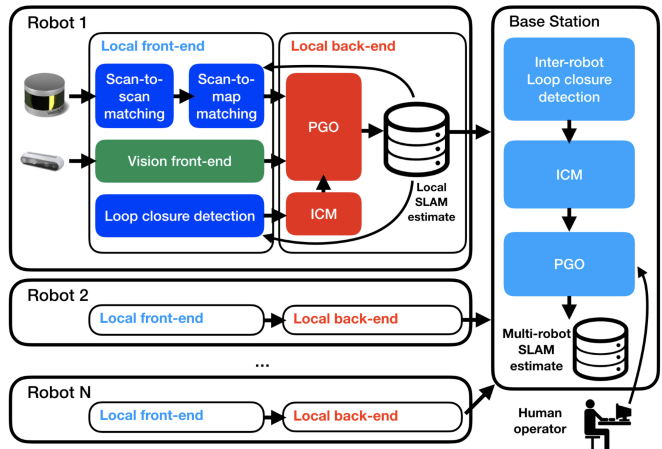 Robot 1
Local front-end
Local back-end
Scan-to-
scan
matching
Scan-to-
map
matching
PGO
Vision front-end
Loop closure detection
ICM
Local
SLAM
estimate
Robot 2
Local front-end
Local back-end
...
Robot N
Local front-end
Local back-end
Base Station
Inter-robot
Loop closure
detection
ICM
PGO
Multi-robot
SLAM
estimate
Human
operator